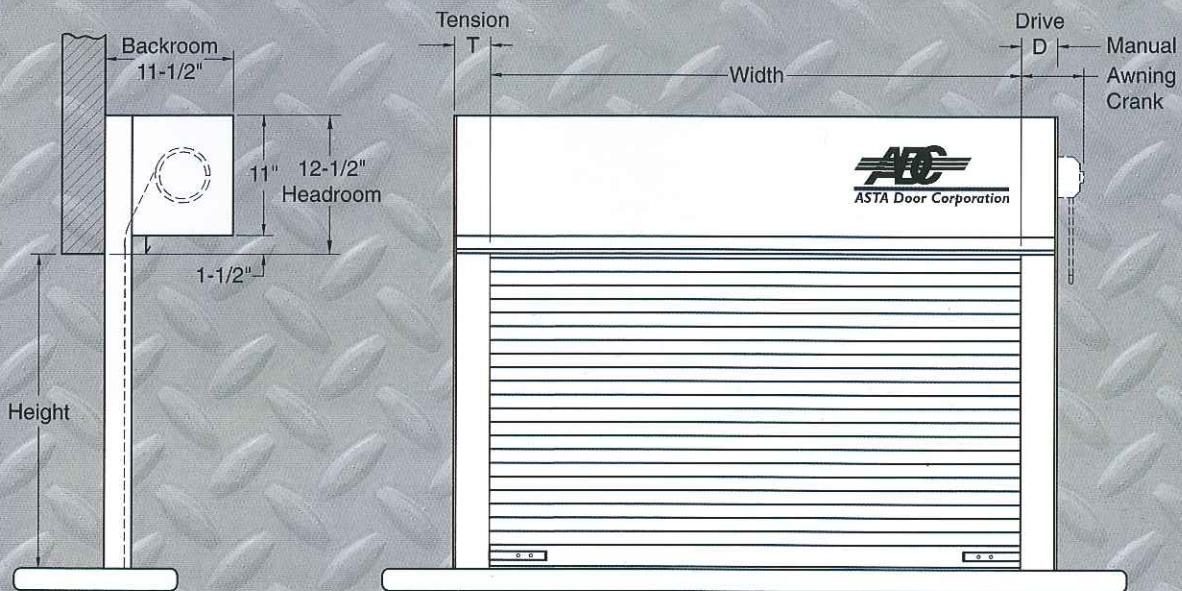 Backroom
11-1/2"
11"
12-1/2"
Headroom
1-1/2"
Height
Tension
T
Width
Drive
D
Manual
Awning
Crank
ADC
ASTA Door Corporation